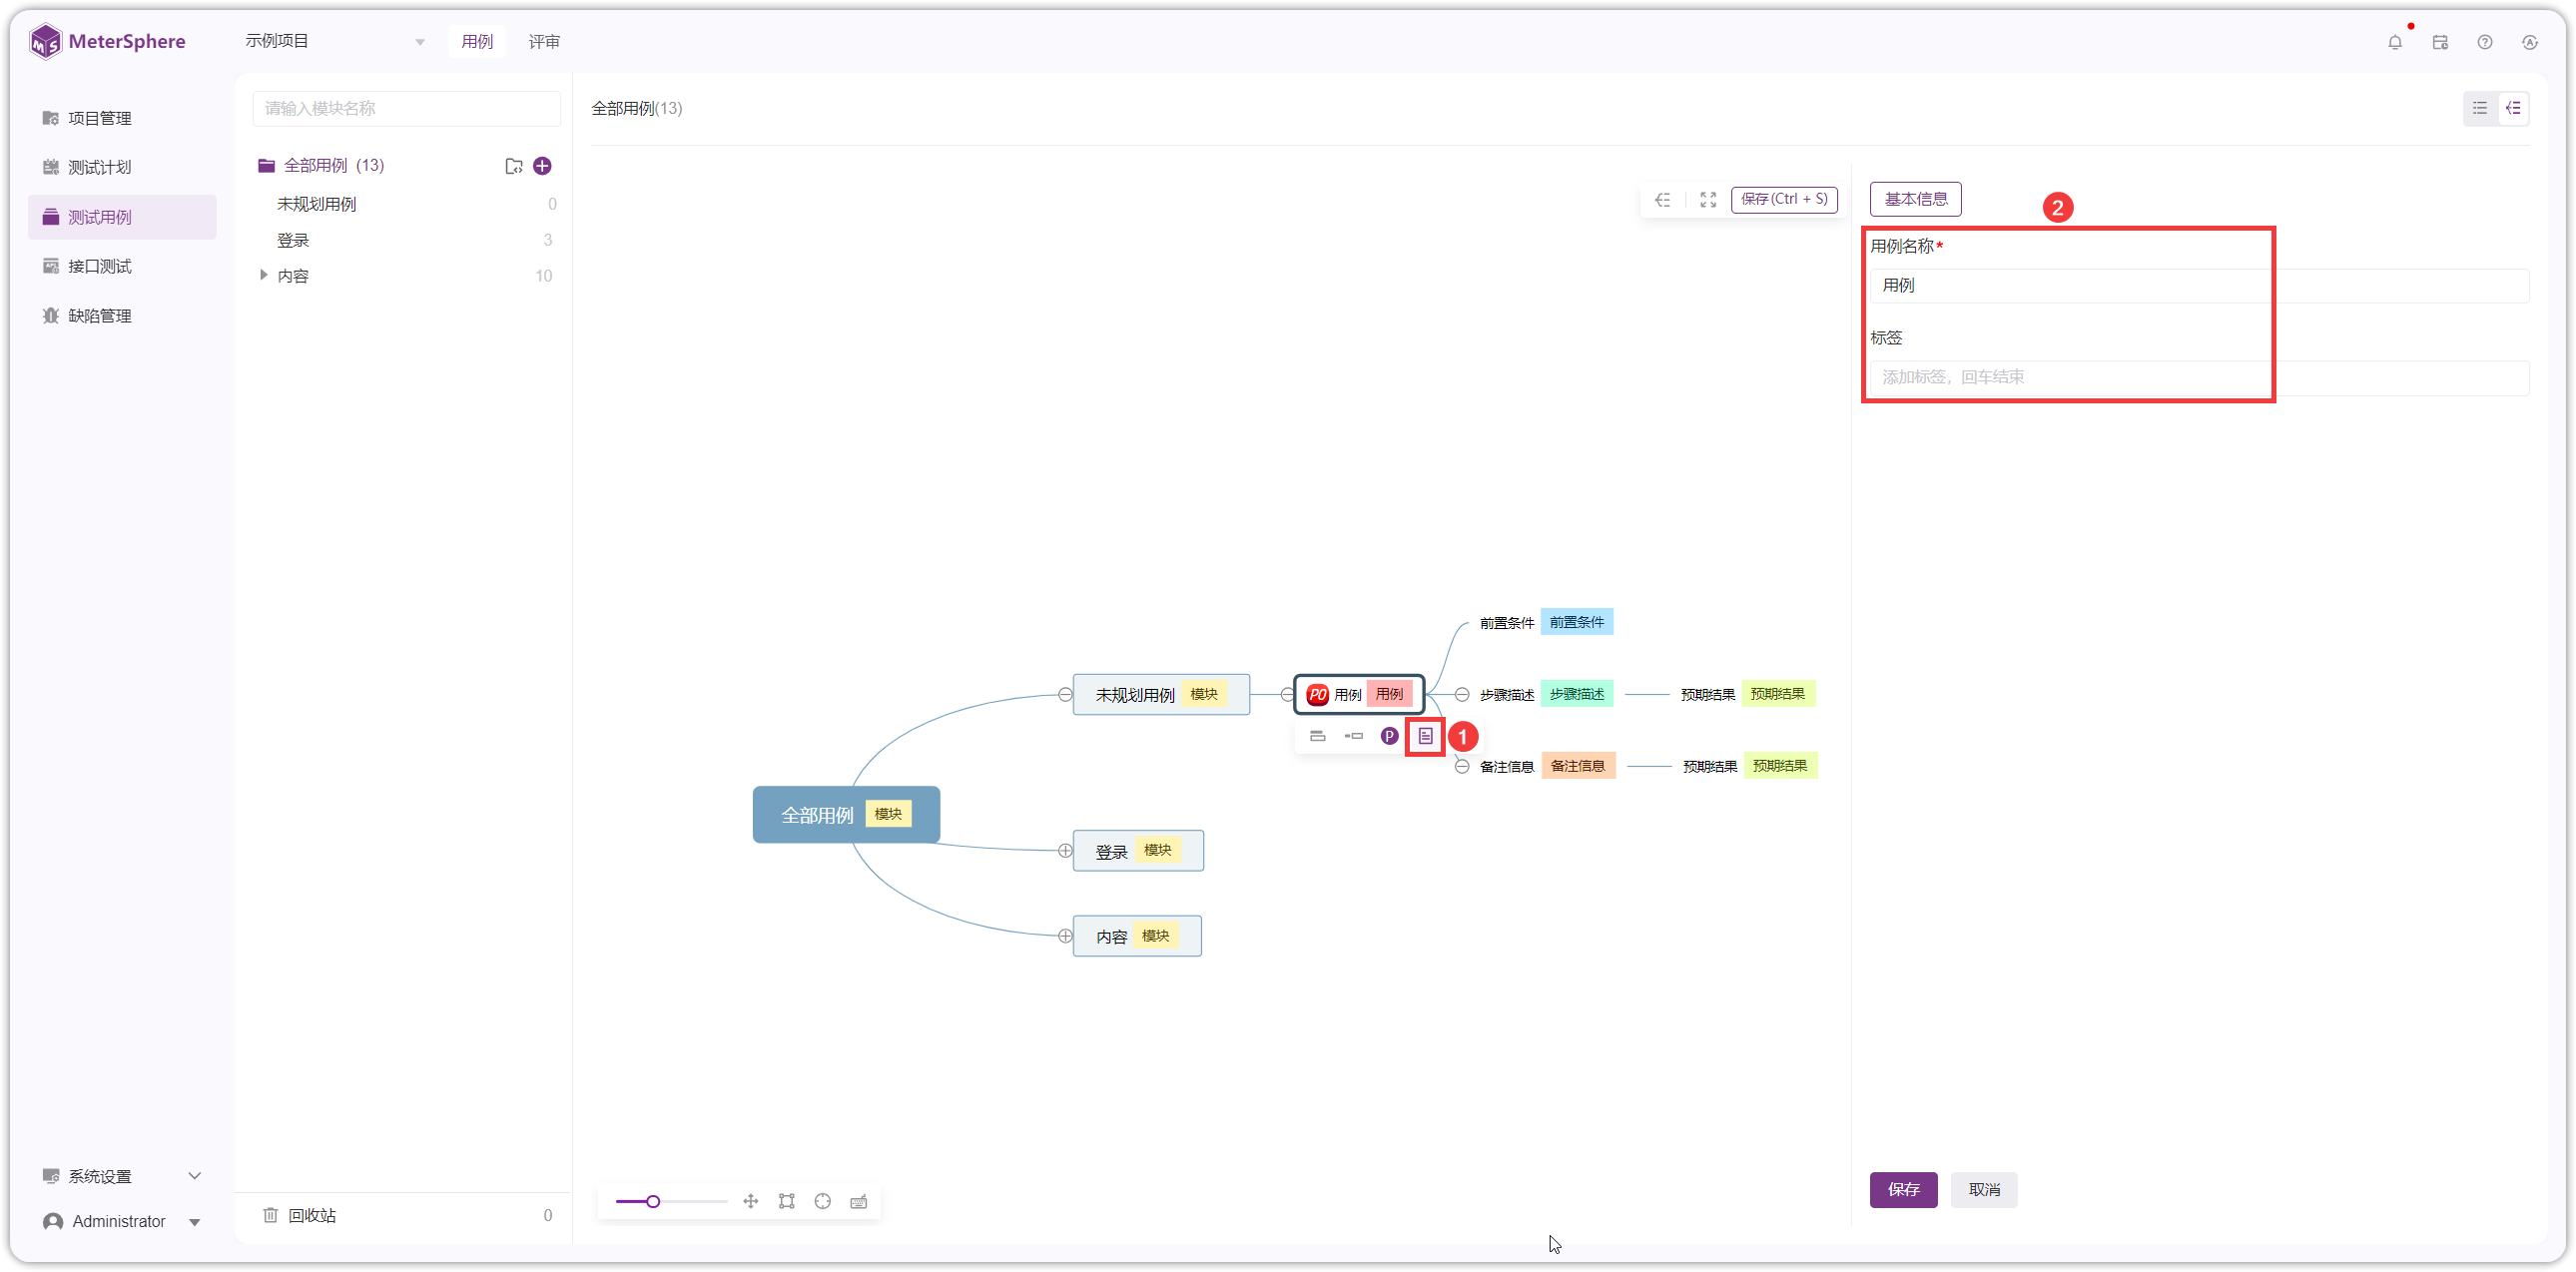 MeterSphere
示例项目
用例
评审
项目管理
测试计划
测试用例
接口测试
缺陷管理
系统设置
Administrator
请输入模块名称
全部用例 (13)
未规划用例 0
登录 3
内容 10
回收站 0
全部用例(13)
保存(Ctrl + S)
前置条件 前置条件
未规划用例 模块
P0 用例 用例
步骤描述 步骤描述
预期结果 预期结果
P
1
备注信息 备注信息
预期结果 预期结果
全部用例 模块
登录 模块
内容 模块
基本信息
2
用例名称*
用例
标签
添加标签，回车结束
保存
取消